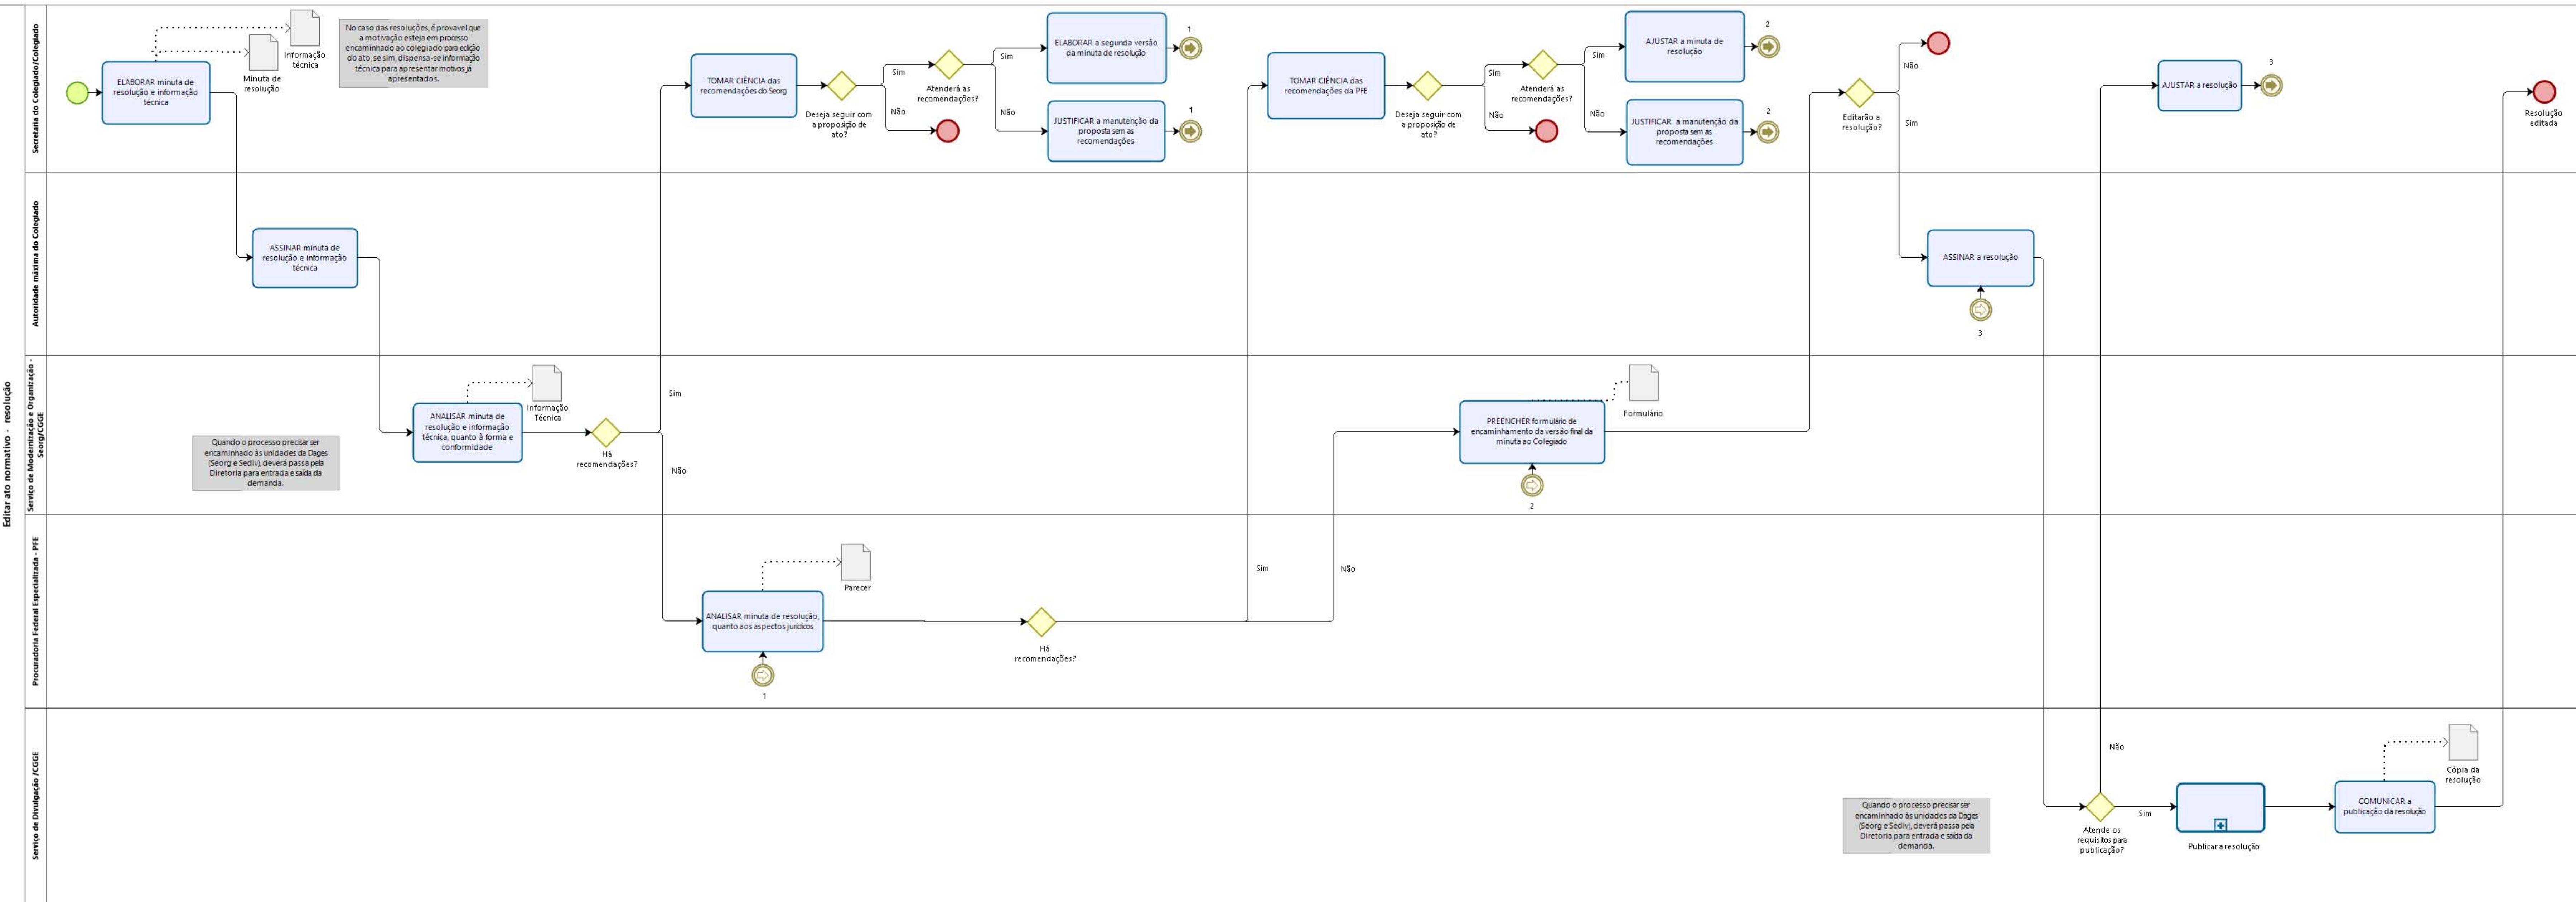 Editar ato normativo - resolução
Secretaria do Colegiado/Colegiado
ELABORAR minuta de
resolução e informação
técnica
Minuta de
resolução
Informação
técnica
No caso das resoluções, é provavel que
a motivação esteja em processo
encaminhado ao colegiado para edição
do ato, se sim, dispensa-se informação
técnica para apresentar motivos já
apresentados.
TOMAR CIÊNCIA das
recomendações do Seorg
Deseja seguir com
a proposição de
ato?
Sim
Não
Atenderá as
recomendações?
Sim
Não
ELABORAR a segunda versão
da minuta de resolução
1
JUSTIFICAR a manutenção da
proposta sem as
recomendações
1
TOMAR CIÊNCIA das
recomendações da PFE
Deseja seguir com
a proposição de
ato?
Sim
Não
Atenderá as
recomendações?
Sim
Não
AJUSTAR a minuta de
resolução
2
JUSTIFICAR a manutenção da
proposta sem as
recomendações
2
Editarão a
resolução?
Não
Sim
AJUSTAR a resolução
3
Resolução
editada
Autoridade máxima do Colegiado
ASSINAR minuta de
resolução e informação
técnica
ASSINAR a resolução
3
Serviço de Modernização e Organização -
Seorg/CGGE
Quando o processo precisar ser
encaminhado às unidades da Dages
(Seorg e Sediv), deverá passa pela
Diretoria para entrada e saída da
demanda.
ANALISAR minuta de
resolução e informação
técnica, quanto à forma e
conformidade
Informação
Técnica
Há
recomendações?
Sim
Não
PREENCHER formulário de
encaminhamento da versão final da
minuta ao Colegiado
Formulário
2
Procuradoria Federal Especializada - PFE
ANALISAR minuta de resolução,
quanto aos aspectos jurídicos
Parecer
1
Há
recomendações?
Sim
Não
Serviço de Divulgação /CGGE
Quando o processo precisar ser
encaminhado às unidades da Dages
(Seorg e Sediv), deverá passa pela
Diretoria para entrada e saída da
demanda.
Atende os
requisitos para
publicação?
Não
Sim
Publicar a resolução
COMUNICAR a
publicação da resolução
Cópia da
resolução